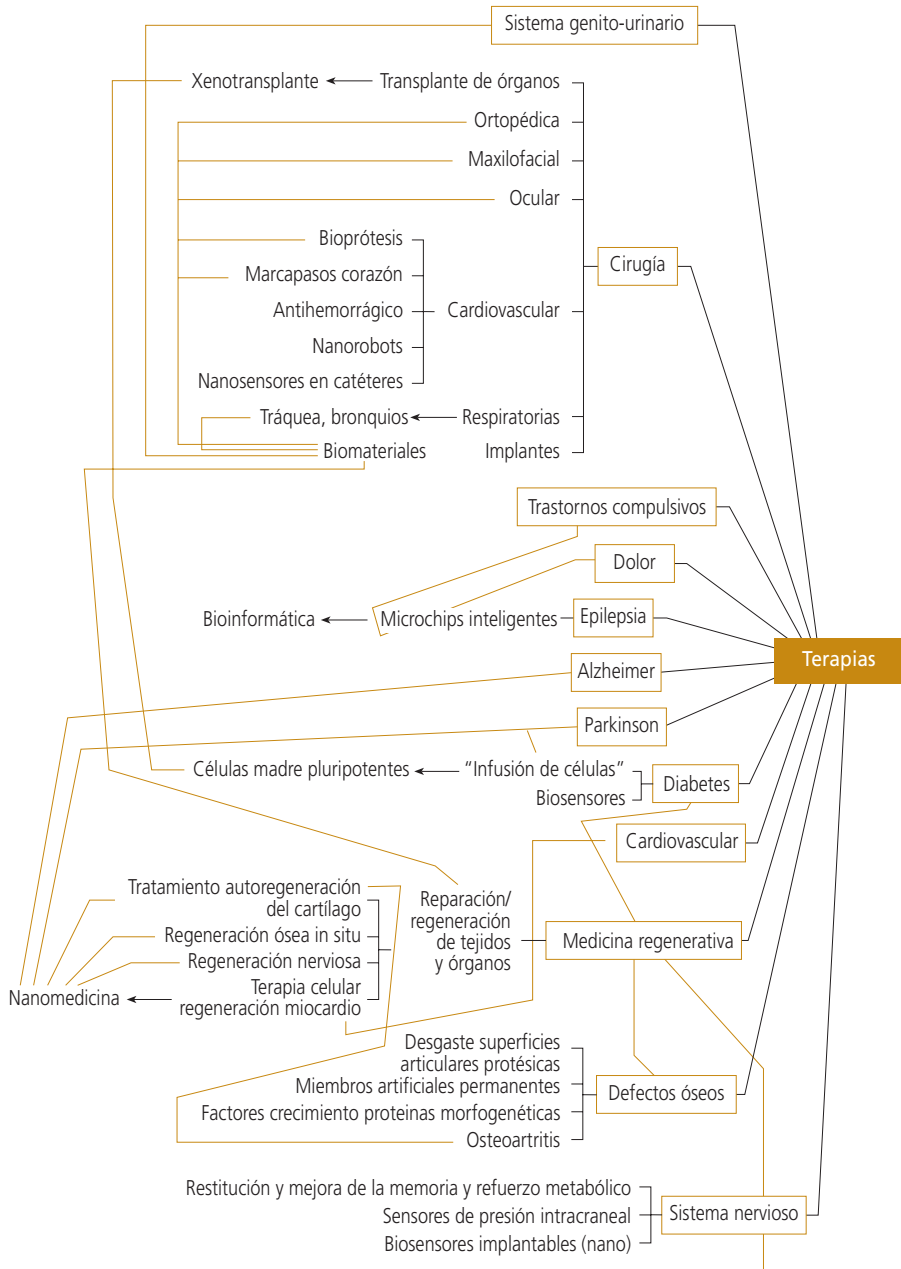 Sistema genito-urinario
Xenotransplante
Transplante de órganos
Ortopédica
Maxilofacial
Ocular
Bioprótesis
Cirugía
Marcapasos corazón
Antihemorrágico
Cardiovascular
Nanorobots
Nanosensores en catéteres
Tráquea, bronquios
Respiratorias
Biomateriales
Implantes
Trastornos compulsivos
Dolor
Bioinformática
Microchips inteligentes
Epilepsia
Terapias
Alzheimer
Parkinson
Células madre pluripotentes
“Infusión de células”
Diabetes
Biosensores
Cardiovascular
Tratamiento autoregeneración
del cartílago
Regeneración ósea in situ
Regeneración nerviosa
Nanomedicina
Terapia celular
regeneración miocardio
Reparación/
regeneración
de tejidos
y órganos
Medicina regenerativa
Desgaste superficies
articulares protésicas
Miembros artificiales permanentes
Defectos óseos
Factores crecimiento proteinas morfogenéticas
Osteoartritis
Restitución y mejora de la memoria y refuerzo metabólico
Sensores de presión intracraneal
Sistema nervioso
Biosensores implantables (nano)